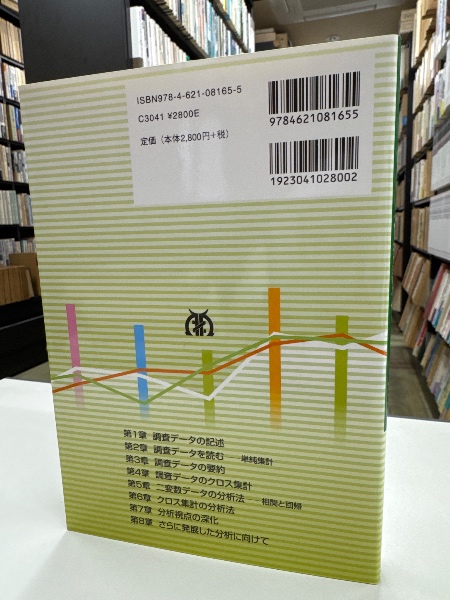 ISBN978-4-621-08165-5
C3041 ¥2800E
定価（本体2,800円+税）
9784621081655
1923041028002
第1章 調査データの記述
第2章 調査データを読む—単純集計
第3章 調査データの要約
第4章 調査データのクロス集計
第5章 二変数データの分析法—相関と回帰
第6章 クロス集計の分析法
第7章 分析視点の深化
第8章 さらに発展した分析に向けて